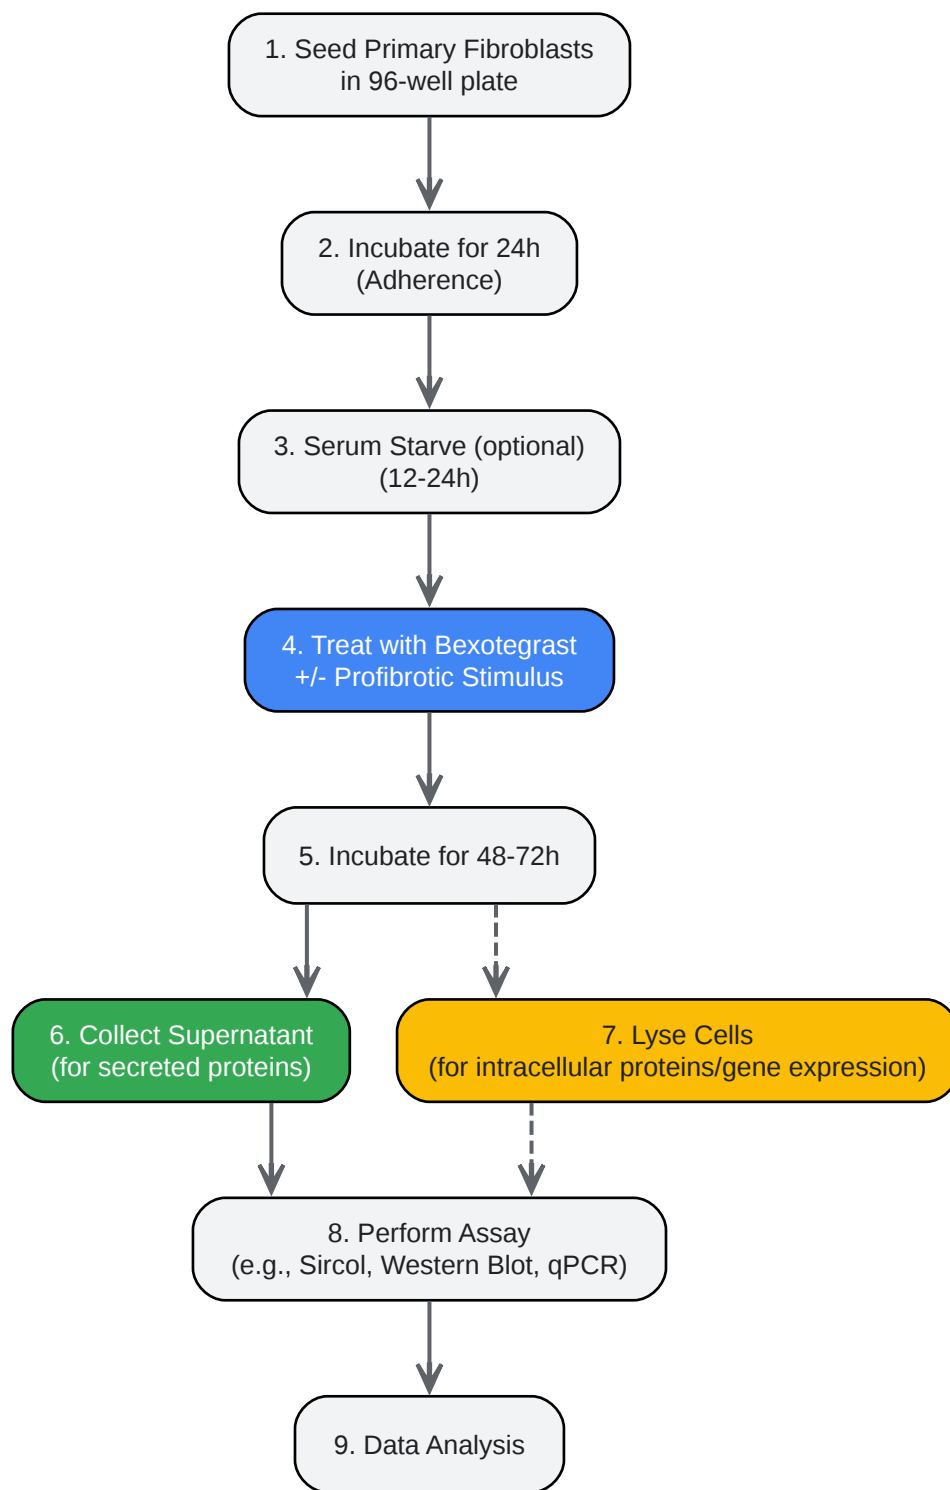 1. Seed Primary Fibroblasts
in 96-well plate
2. Incubate for 24h
(Adherence)
3. Serum Starve (optional)
(12-24h)
4. Treat with Bexotegrast
+/- Profibrotic Stimulus
5. Incubate for 48-72h
6. Collect Supernatant
(for secreted proteins)
7. Lyse Cells
(for intracellular proteins/gene expression)
8. Perform Assay
(e.g., Sircol, Western Blot, qPCR)
9. Data Analysis